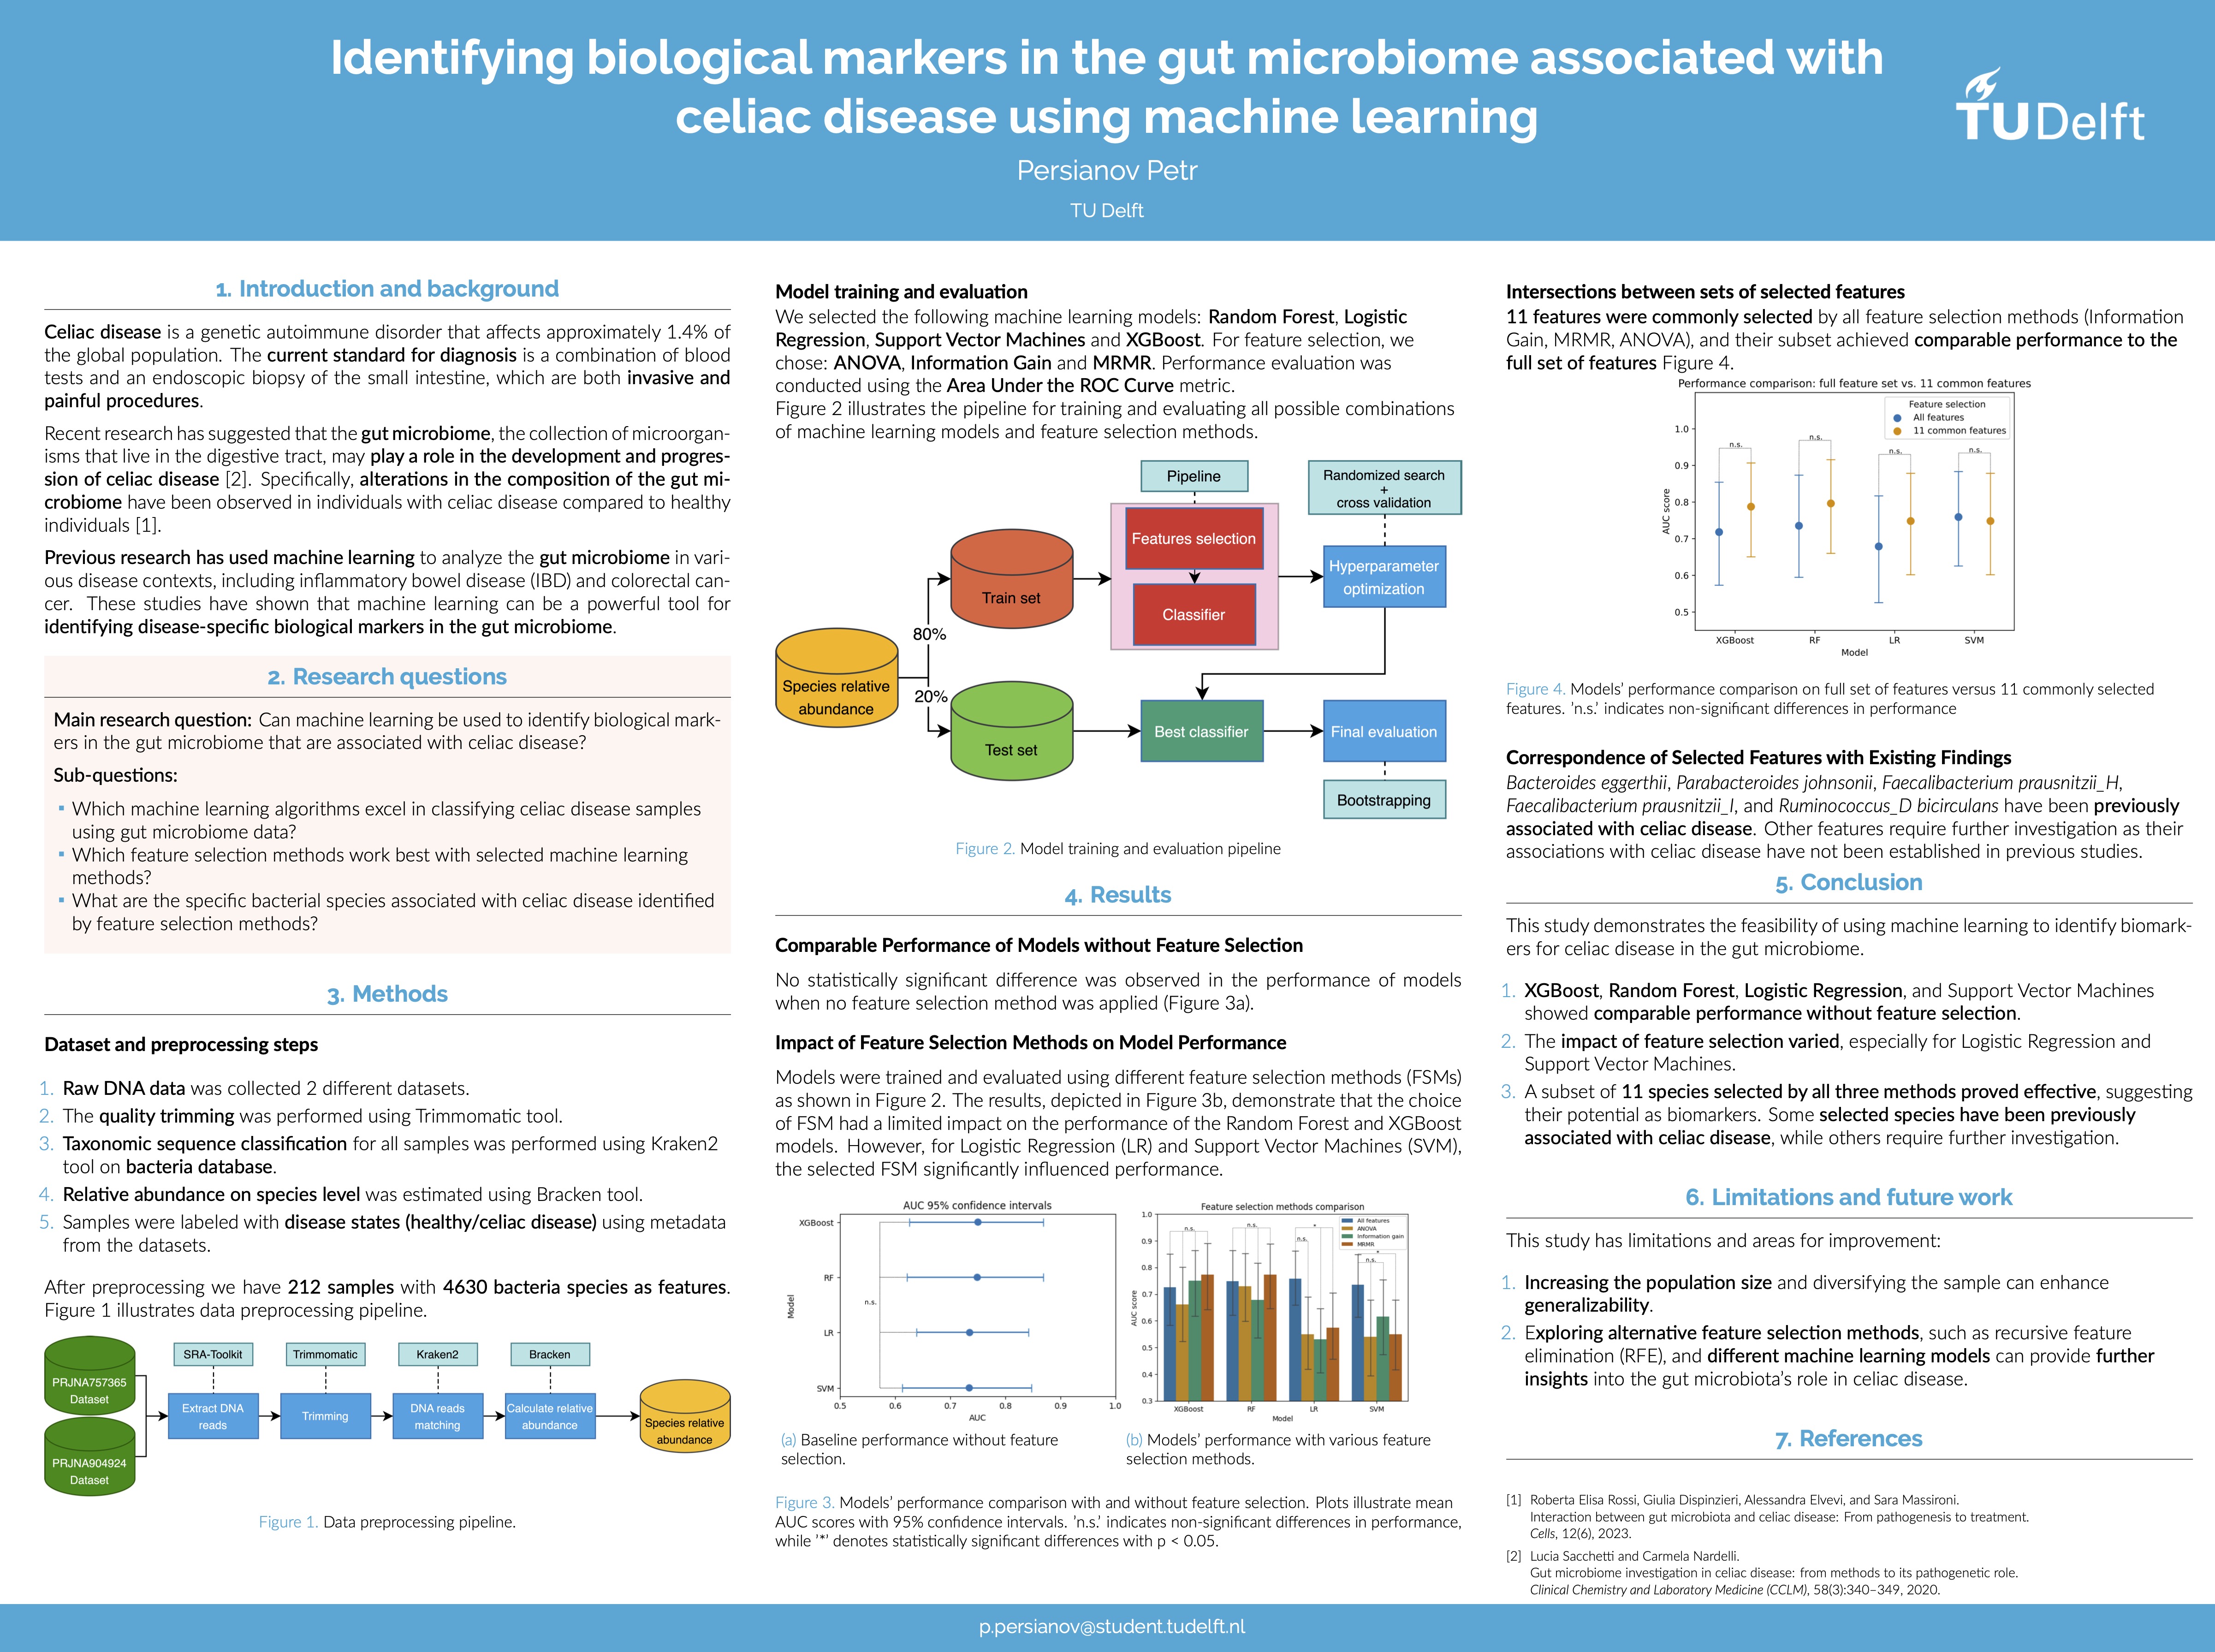 Identifying biological markers in the gut microbiome associated with
celiac disease using machine learning
Persianov Petr
TU Delft
TUDelft
1. Introduction and background
Celiac disease is a genetic autoimmune disorder that affects approximately 1.4% of
the global population. The current standard for diagnosis is a combination of blood
tests and an endoscopic biopsy of the small intestine, which are both invasive and
painful procedures.
Recent research has suggested that the gut microbiome, the collection of microorgan-
isms that live in the digestive tract, may play a role in the development and progres-
sion of celiac disease [2]. Specifically, alterations in the composition of the gut mi-
crobiome have been observed in individuals with celiac disease compared to healthy
individuals [1].
Previous research has used machine learning to analyze the gut microbiome in vari-
ous disease contexts, including inflammatory bowel disease (IBD) and colorectal can-
cer. These studies have shown that machine learning can be a powerful tool for
identifying disease-specific biological markers in the gut microbiome.
2. Research questions
Main research question: Can machine learning be used to identify biological mark-
ers in the gut microbiome that are associated with celiac disease?
Sub-questions:
▪ Which machine learning algorithms excel in classifying celiac disease samples
using gut microbiome data?
▪ Which feature selection methods work best with selected machine learning
methods?
▪ What are the specific bacterial species associated with celiac disease identified
by feature selection methods?
3. Methods
Dataset and preprocessing steps
1. Raw DNA data was collected 2 different datasets.
2. The quality trimming was performed using Trimmomatic tool.
3. Taxonomic sequence classification for all samples was performed using Kraken2
tool on bacteria database.
4. Relative abundance on species level was estimated using Bracken tool.
5. Samples were labeled with disease states (healthy/celiac disease) using metadata
from the datasets.
After preprocessing we have 212 samples with 4630 bacteria species as features.
Figure 1 illustrates data preprocessing pipeline.
SRA-Toolkit
Trimmomatic
Kraken2
Bracken
PRJNA757365
Dataset
PRJNA904924
Dataset
Extract DNA
reads
Trimming
DNA reads
matching
Calculate relative
abundance
Species relative
abundance
Figure 1. Data preprocessing pipeline.
Model training and evaluation
We selected the following machine learning models: Random Forest, Logistic
Regression, Support Vector Machines and XGBoost. For feature selection, we
chose: ANOVA, Information Gain and MRMR. Performance evaluation was
conducted using the Area Under the ROC Curve metric.
Figure 2 illustrates the pipeline for training and evaluating all possible combinations
of machine learning models and feature selection methods.
Pipeline
Randomized search
+
cross validation
Features selection
Classifier
Train set
Hyperparameter
optimization
80%
20%
Species relative
abundance
Test set
Best classifier
Final evaluation
Bootstrapping
Figure 2. Model training and evaluation pipeline
4. Results
Comparable Performance of Models without Feature Selection
No statistically significant difference was observed in the performance of models
when no feature selection method was applied (Figure 3a).
Impact of Feature Selection Methods on Model Performance
Models were trained and evaluated using different feature selection methods (FSMs)
as shown in Figure 2. The results, depicted in Figure 3b, demonstrate that the choice
of FSM had a limited impact on the performance of the Random Forest and XGBoost
models. However, for Logistic Regression (LR) and Support Vector Machines (SVM),
the selected FSM significantly influenced performance.
AUC 95% confidence intervals
XGBoost
RF
n.s.
LR
SVM
Model
0.5 0.6 0.7 0.8 0.9 1.0
AUC
Feature selection methods comparison
All features
ANOVA
Information gain
MRMR
n.s.
n.s.
*
n.s.
*
n.s.
1.0
0.9
0.8
0.7
0.6
0.5
0.4
0.3
AUC score
XGBoost RF LR SVM
Model
(a) Baseline performance without feature
selection.
(b) Models' performance with various feature
selection methods.
Figure 3. Models' performance comparison with and without feature selection. Plots illustrate mean
AUC scores with 95% confidence intervals. 'n.s.' indicates non-significant differences in performance,
while '*' denotes statistically significant differences with p < 0.05.
Intersections between sets of selected features
11 features were commonly selected by all feature selection methods (Information
Gain, MRMR, ANOVA), and their subset achieved comparable performance to the
full set of features Figure 4.
Performance comparison: full feature set vs. 11 common features
Feature selection
All features
11 common features
n.s.
n.s.
n.s.
n.s.
1.0
0.9
0.8
0.7
0.6
0.5
AUC score
XGBoost RF LR SVM
Model
Figure 4. Models' performance comparison on full set of features versus 11 commonly selected
features. 'n.s.' indicates non-significant differences in performance
Correspondence of Selected Features with Existing Findings
Bacteroides eggerthii, Parabacteroides johnsonii, Faecalibacterium prausnitzii_H,
Faecalibacterium prausnitzii_I, and Ruminococcus_D bicirculans have been previously
associated with celiac disease. Other features require further investigation as their
associations with celiac disease have not been established in previous studies.
5. Conclusion
This study demonstrates the feasibility of using machine learning to identify biomark-
ers for celiac disease in the gut microbiome.
1. XGBoost, Random Forest, Logistic Regression, and Support Vector Machines
showed comparable performance without feature selection.
2. The impact of feature selection varied, especially for Logistic Regression and
Support Vector Machines.
3. A subset of 11 species selected by all three methods proved effective, suggesting
their potential as biomarkers. Some selected species have been previously
associated with celiac disease, while others require further investigation.
6. Limitations and future work
This study has limitations and areas for improvement:
1. Increasing the population size and diversifying the sample can enhance
generalizability.
2. Exploring alternative feature selection methods, such as recursive feature
elimination (RFE), and different machine learning models can provide further
insights into the gut microbiota's role in celiac disease.
7. References
[1] Roberta Elisa Rossi, Giulia Dispinzieri, Alessandra Elvevi, and Sara Massironi.
Interaction between gut microbiota and celiac disease: From pathogenesis to treatment.
Cells, 12(6), 2023.
[2] Lucia Sacchetti and Carmela Nardelli.
Gut microbiome investigation in celiac disease: from methods to its pathogenetic role.
Clinical Chemistry and Laboratory Medicine (CCLM), 58(3):340–349, 2020.
p.persianov@student.tudelft.nl